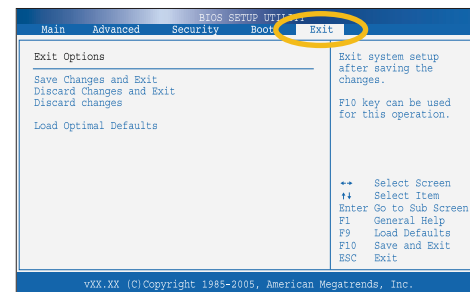 BIOS SETUP UTILITY
Main Advanced Security Boot Exit
Exit Options
Save Changes and Exit
Discard Changes and Exit
Discard changes
Load Optimal Defaults
Exit system setup
after saving the
changes.
F10 key can be used
for this operation.
←→ Select Screen
↑↓ Select Item
Enter Go to Sub Screen
F1 General Help
F9 Load Defaults
F10 Save and Exit
ESC Exit
vXX.XX (C)Copyright 1985-2005, American Megatrends, Inc.